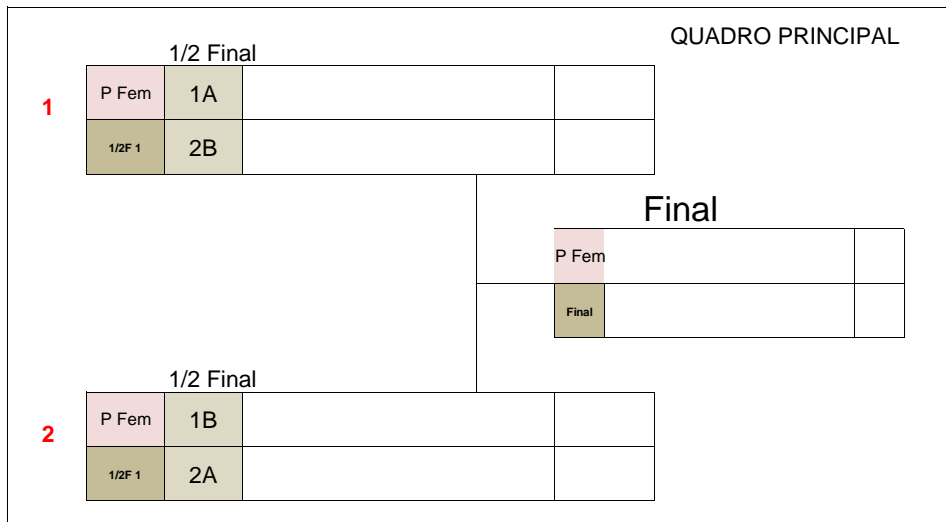 QUADRO PRINCIPAL
1/2 Final
1 P Fem 1A
1/2F 1 2B
Final
P Fem
Final
1/2 Final
2 P Fem 1B
1/2F 1 2A